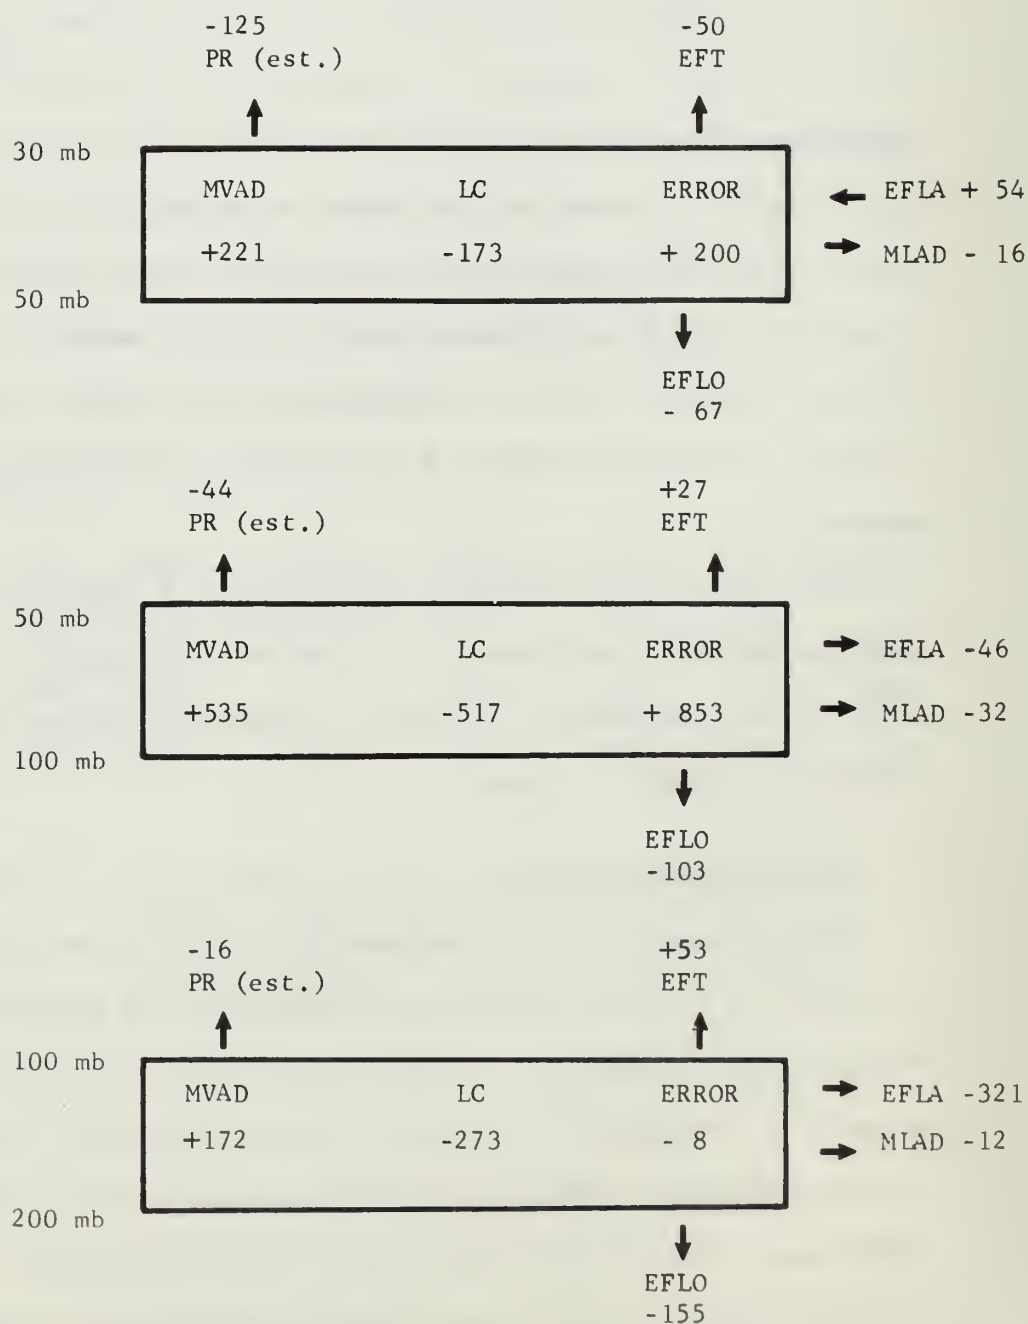 -125 -50
PR (est.) EFT
30 mb
MVAD LC ERROR EFLA + 54
+221 -173 + 200 MLAD - 16
50 mb
EFLO
- 67
-44 +27
PR (est.) EFT
50 mb
MVAD LC ERROR EFLA -46
+535 -517 + 853 MLAD -32
100 mb
EFLO
-103
-16 +53
PR (est.) EFT
100 mb
MVAD LC ERROR EFLA -321
+172 -273 - 8 MLAD -12
200 mb
EFLO
-155